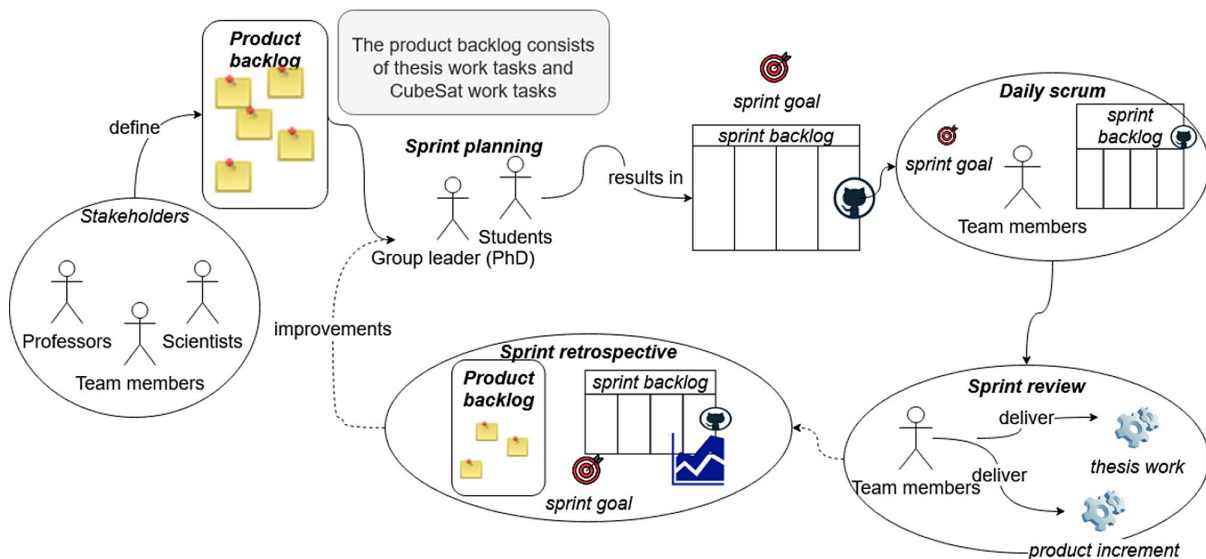 Product
backlog
The product backlog consists
of thesis work tasks and
CubeSat work tasks
define
Stakeholders
Professors
Scientists
Team members
Sprint planning
Students
Group leader (PhD)
results in
sprint goal
sprint backlog
Daily scrum
sprint goal
sprint
backlog
Team members
improvements
Sprint retrospective
Product
backlog
sprint backlog
sprint goal
Sprint review
deliver
thesis work
Team members
deliver
product increment